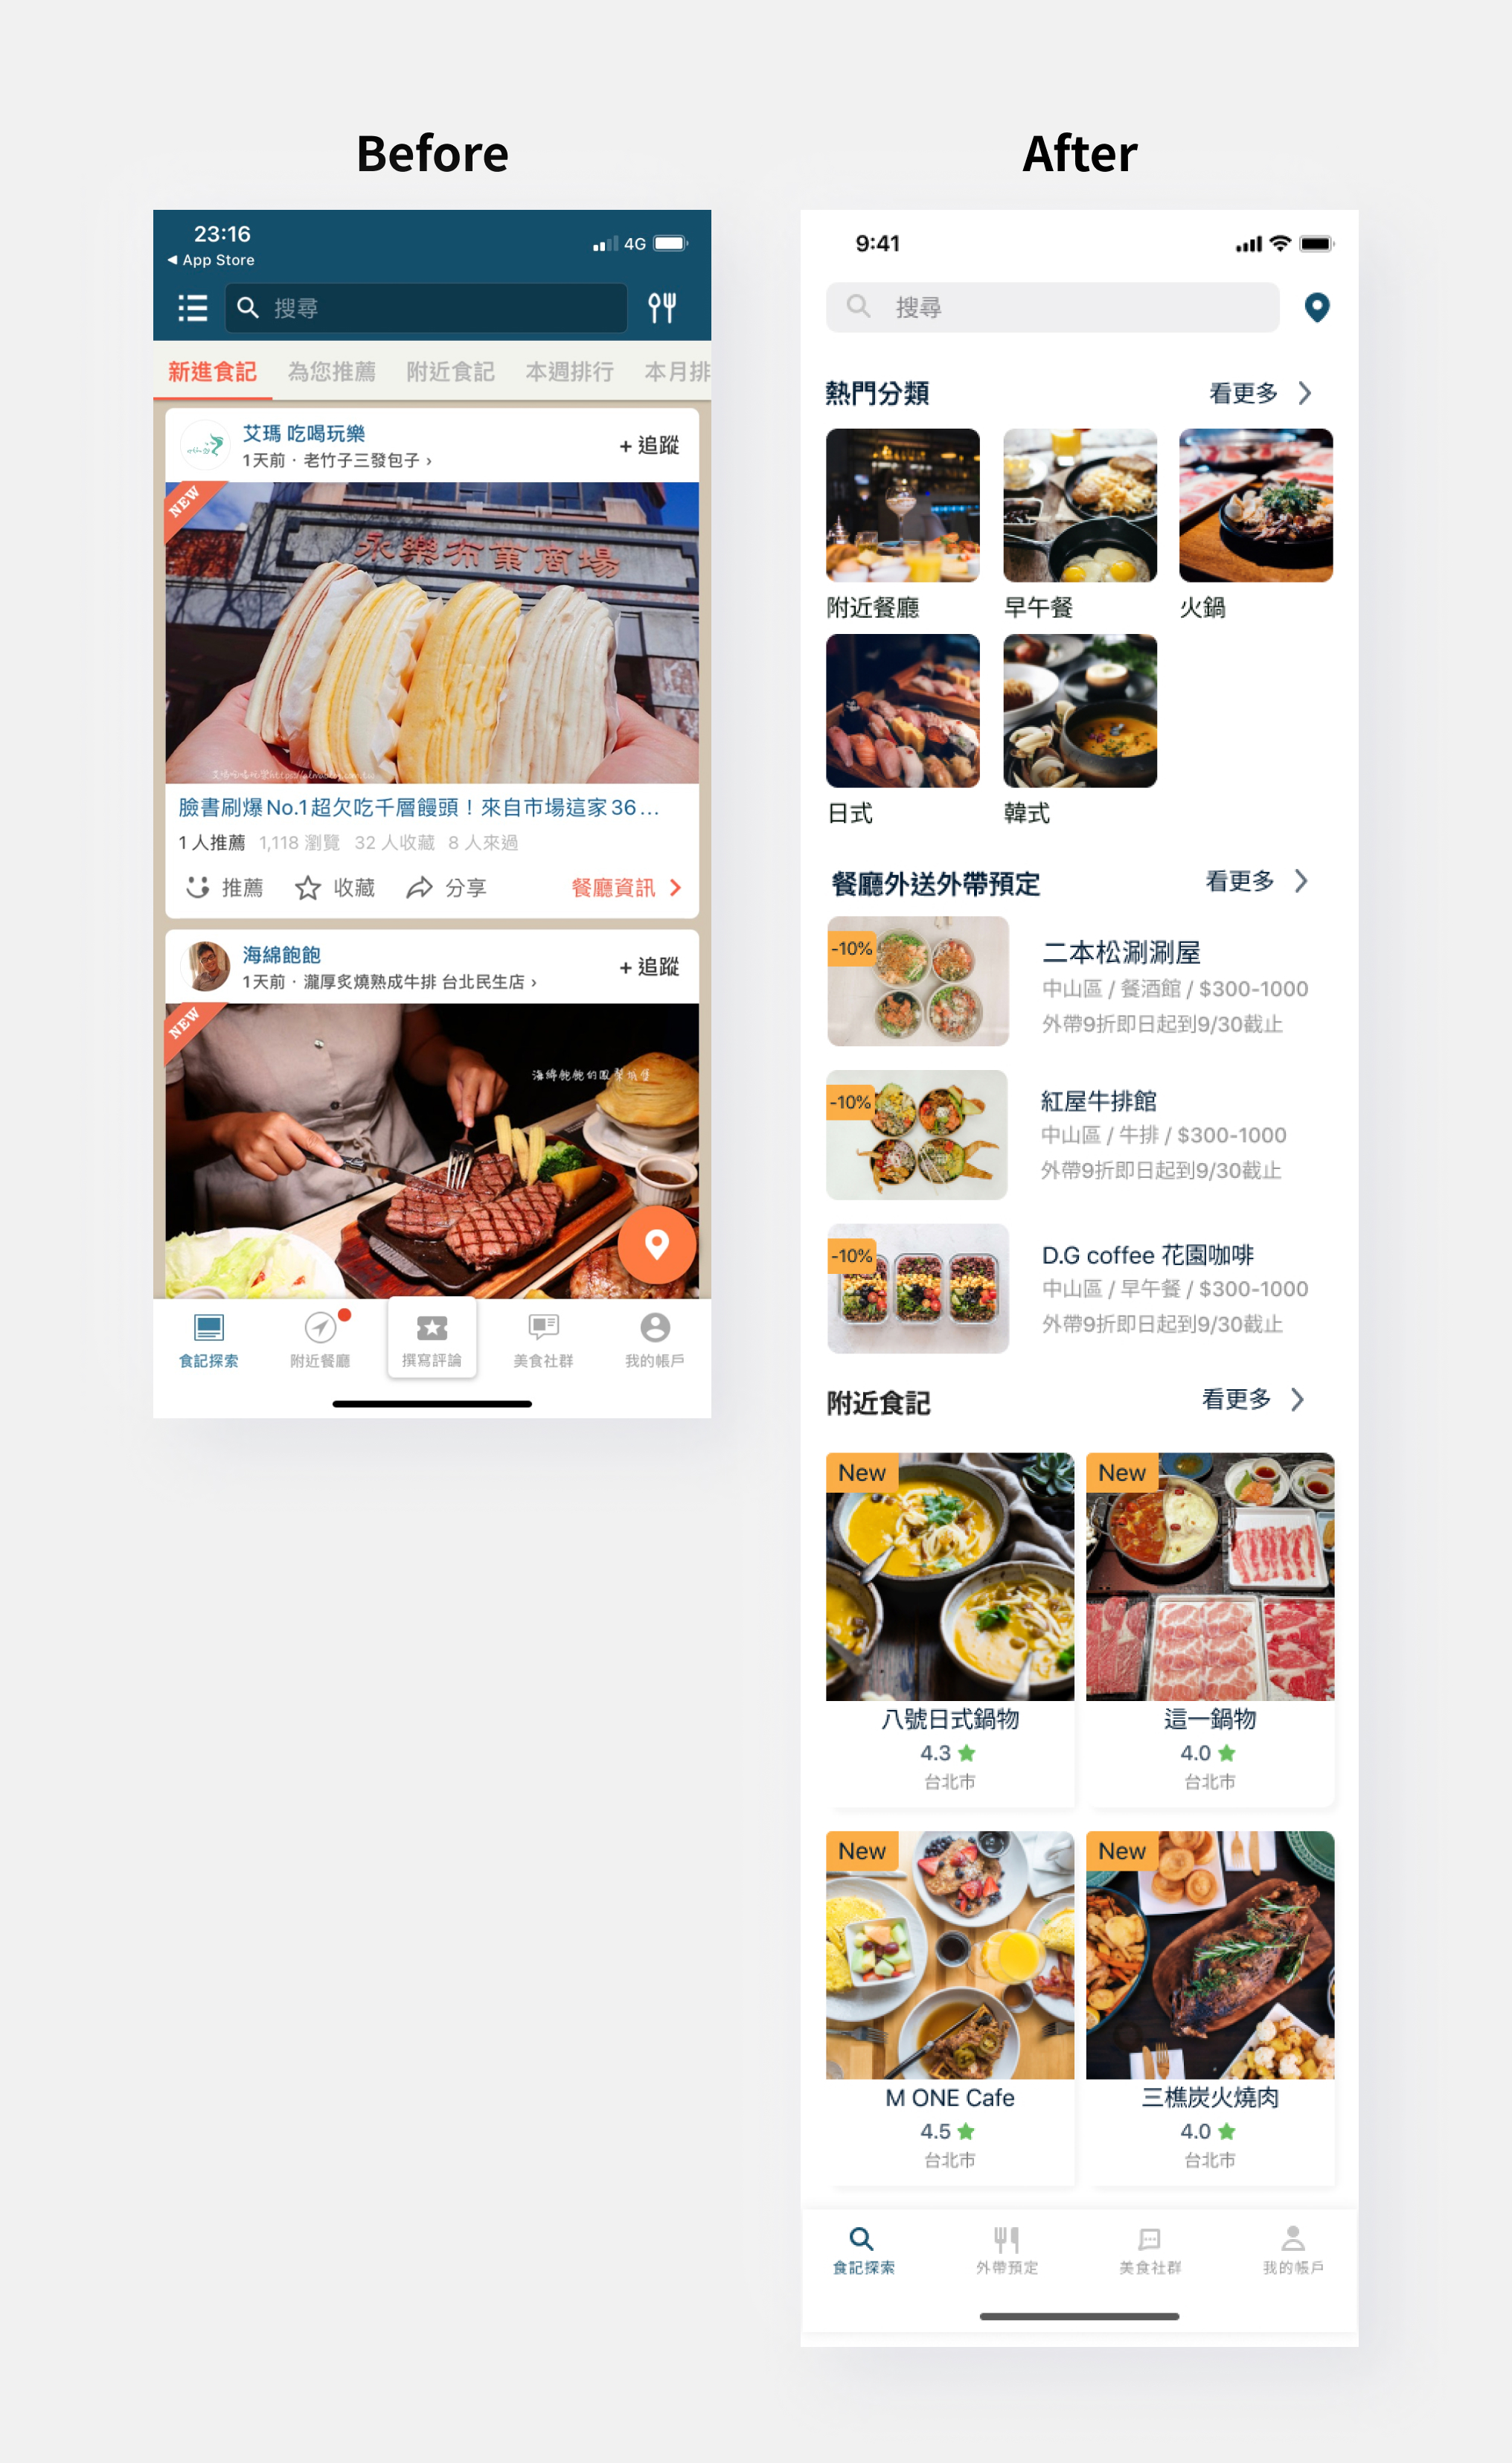 Before
After
23:16
4G
◀ App Store
搜尋
新進食記 為您推薦 附近食記 本週排行 本月排
艾瑪 吃喝玩樂
1天前 · 老竹子三發包子 ›
+ 追蹤
NEW
永樂布業商場
臉書刷爆No.1超欠吃千層饅頭！來自市場這家36...
1 人推薦 1,118 瀏覽 32 人收藏 8 人來過
推薦 收藏 分享 餐廳資訊
海綿飽飽
1天前 · 瀧厚炙燒熟成牛排 台北民生店 ›
+ 追蹤
NEW
海綿飽飽的圓夢城堡
食記探索 附近餐廳 撰寫評論 美食社群 我的帳戶
9:41
搜尋
熱門分類
看更多
附近餐廳 早午餐 火鍋
日式 韓式
餐廳外送外帶預定
看更多
-10%
二本松涮涮屋
中山區 / 餐酒館 / $300-1000
外帶9折即日起到9/30截止
-10%
紅屋牛排館
中山區 / 牛排 / $300-1000
外帶9折即日起到9/30截止
-10%
D.G coffee 花園咖啡
中山區 / 早午餐 / $300-1000
外帶9折即日起到9/30截止
附近食記
看更多
New
八號日式鍋物
4.3
台北市
New
這一鍋物
4.0
台北市
New
M ONE Cafe
4.5
台北市
New
三樵炭火燒肉
4.0
台北市
食記探索 外帶預定 美食社群 我的帳戶